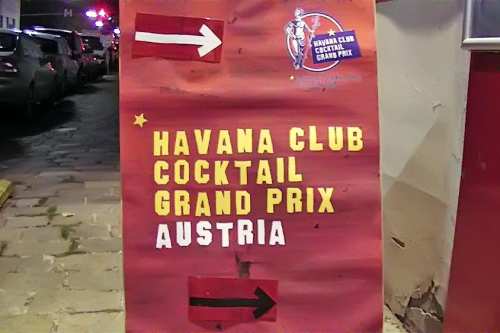 HAVANA CLUB
COCKTAIL
GRAND PRIX
HAVANA CLUB
COCKTAIL
GRAND PRIX
AUSTRIA